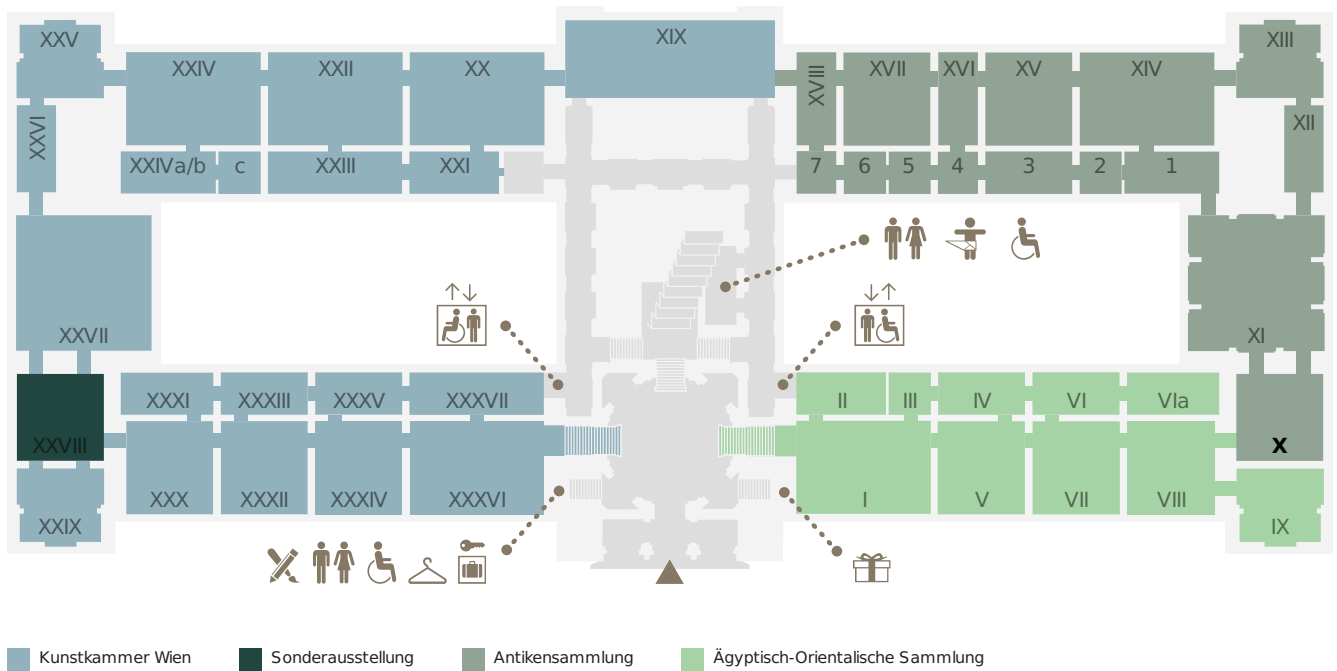 XXV
XIX
XIII
XXIV
XXII
XX
XVIII
XVII
XVI
XV
XIV
XXVI
XII
XXIVa/b
c
XXIII
XXI
7
6
5
4
3
2
1
XXVII
XI
XXXI
XXXIII
XXXV
XXXVII
II
III
IV
VI
VIa
XXVIII
X
XXX
XXXII
XXXIV
XXXVI
I
V
VII
VIII
XXIX
IX
Kunstkammer Wien
Sonderausstellung
Antikensammlung
Ägyptisch-Orientalische Sammlung